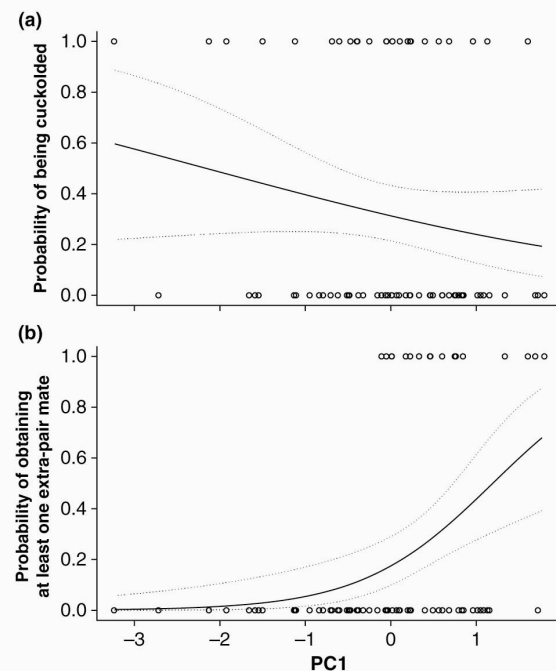 (a)
1.0
0.8
0.6
0.4
0.2
0.0
Probability of being cuckolded
(b)
1.0
0.8
0.6
0.4
0.2
0.0
Probability of obtaining
at least one extra-pair mate
−3
−2
−1
0
1
PC1